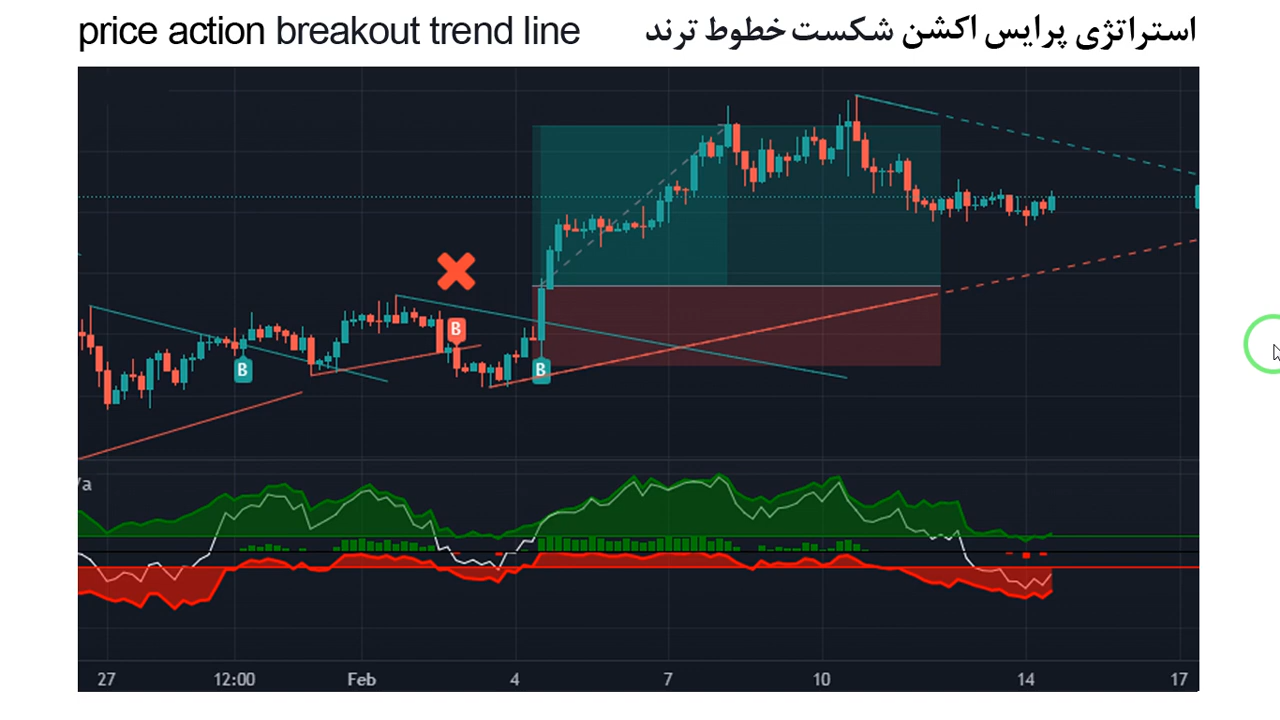 price action breakout trend line
استراتژی پرایس اکشن شکست خطوط ترند
B
B
B
/a
27 12:00 Feb 4 7 10 14 17